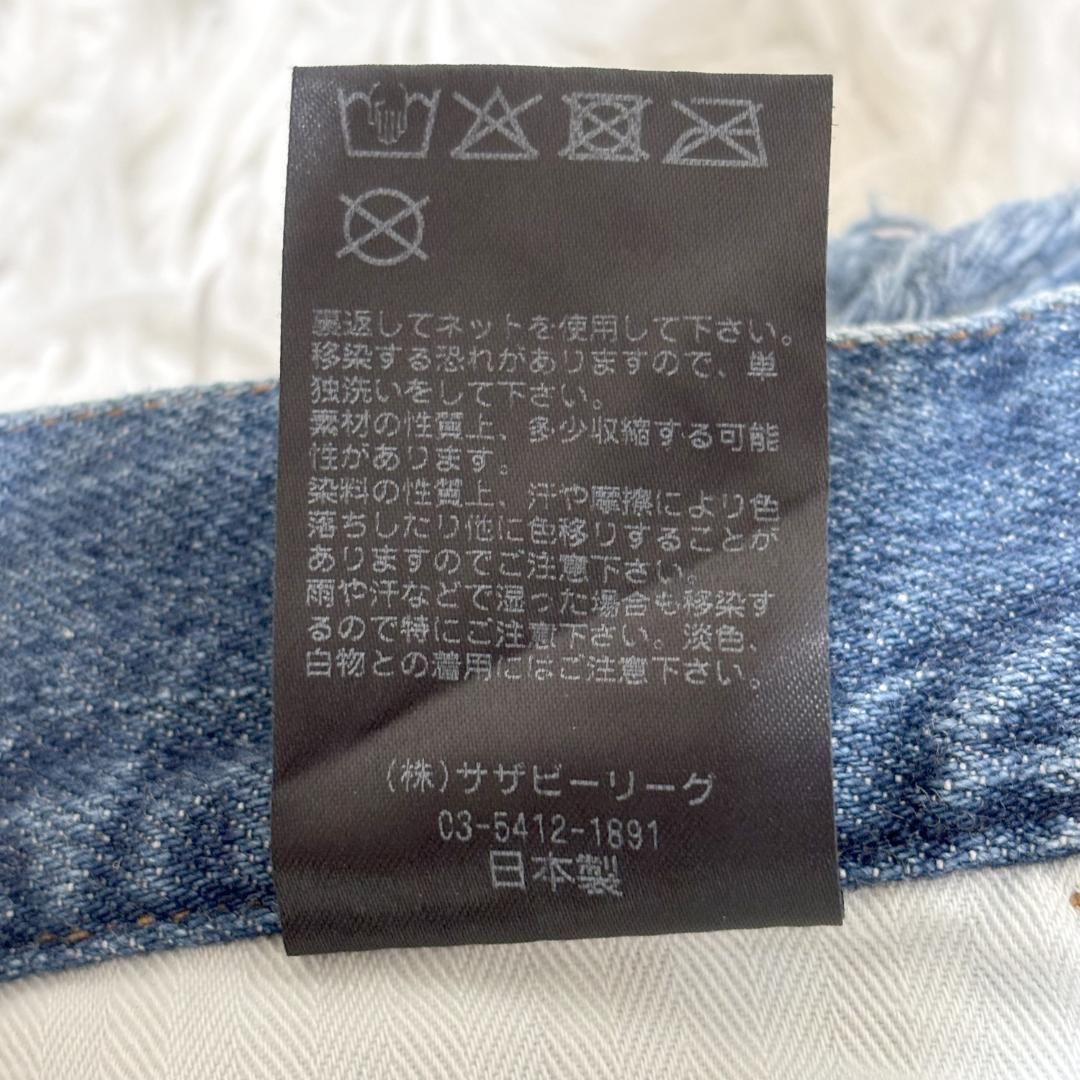 裏返してネットを使用して下さい。
移染する恐れがありますので、単
独洗いをして下さい。
素材の性質上、多少収縮する可能
性があります。
染料の性質上、汗や摩擦により色
落ちしたり他に色移りすることが
ありますのでご注意下さい。
雨や汗などで湿った場合も移染す
るので特にご注意下さい。淡色、
白物との着用にはご注意下さい。
(株)サザビーリーグ
03-5412-1891
日本製